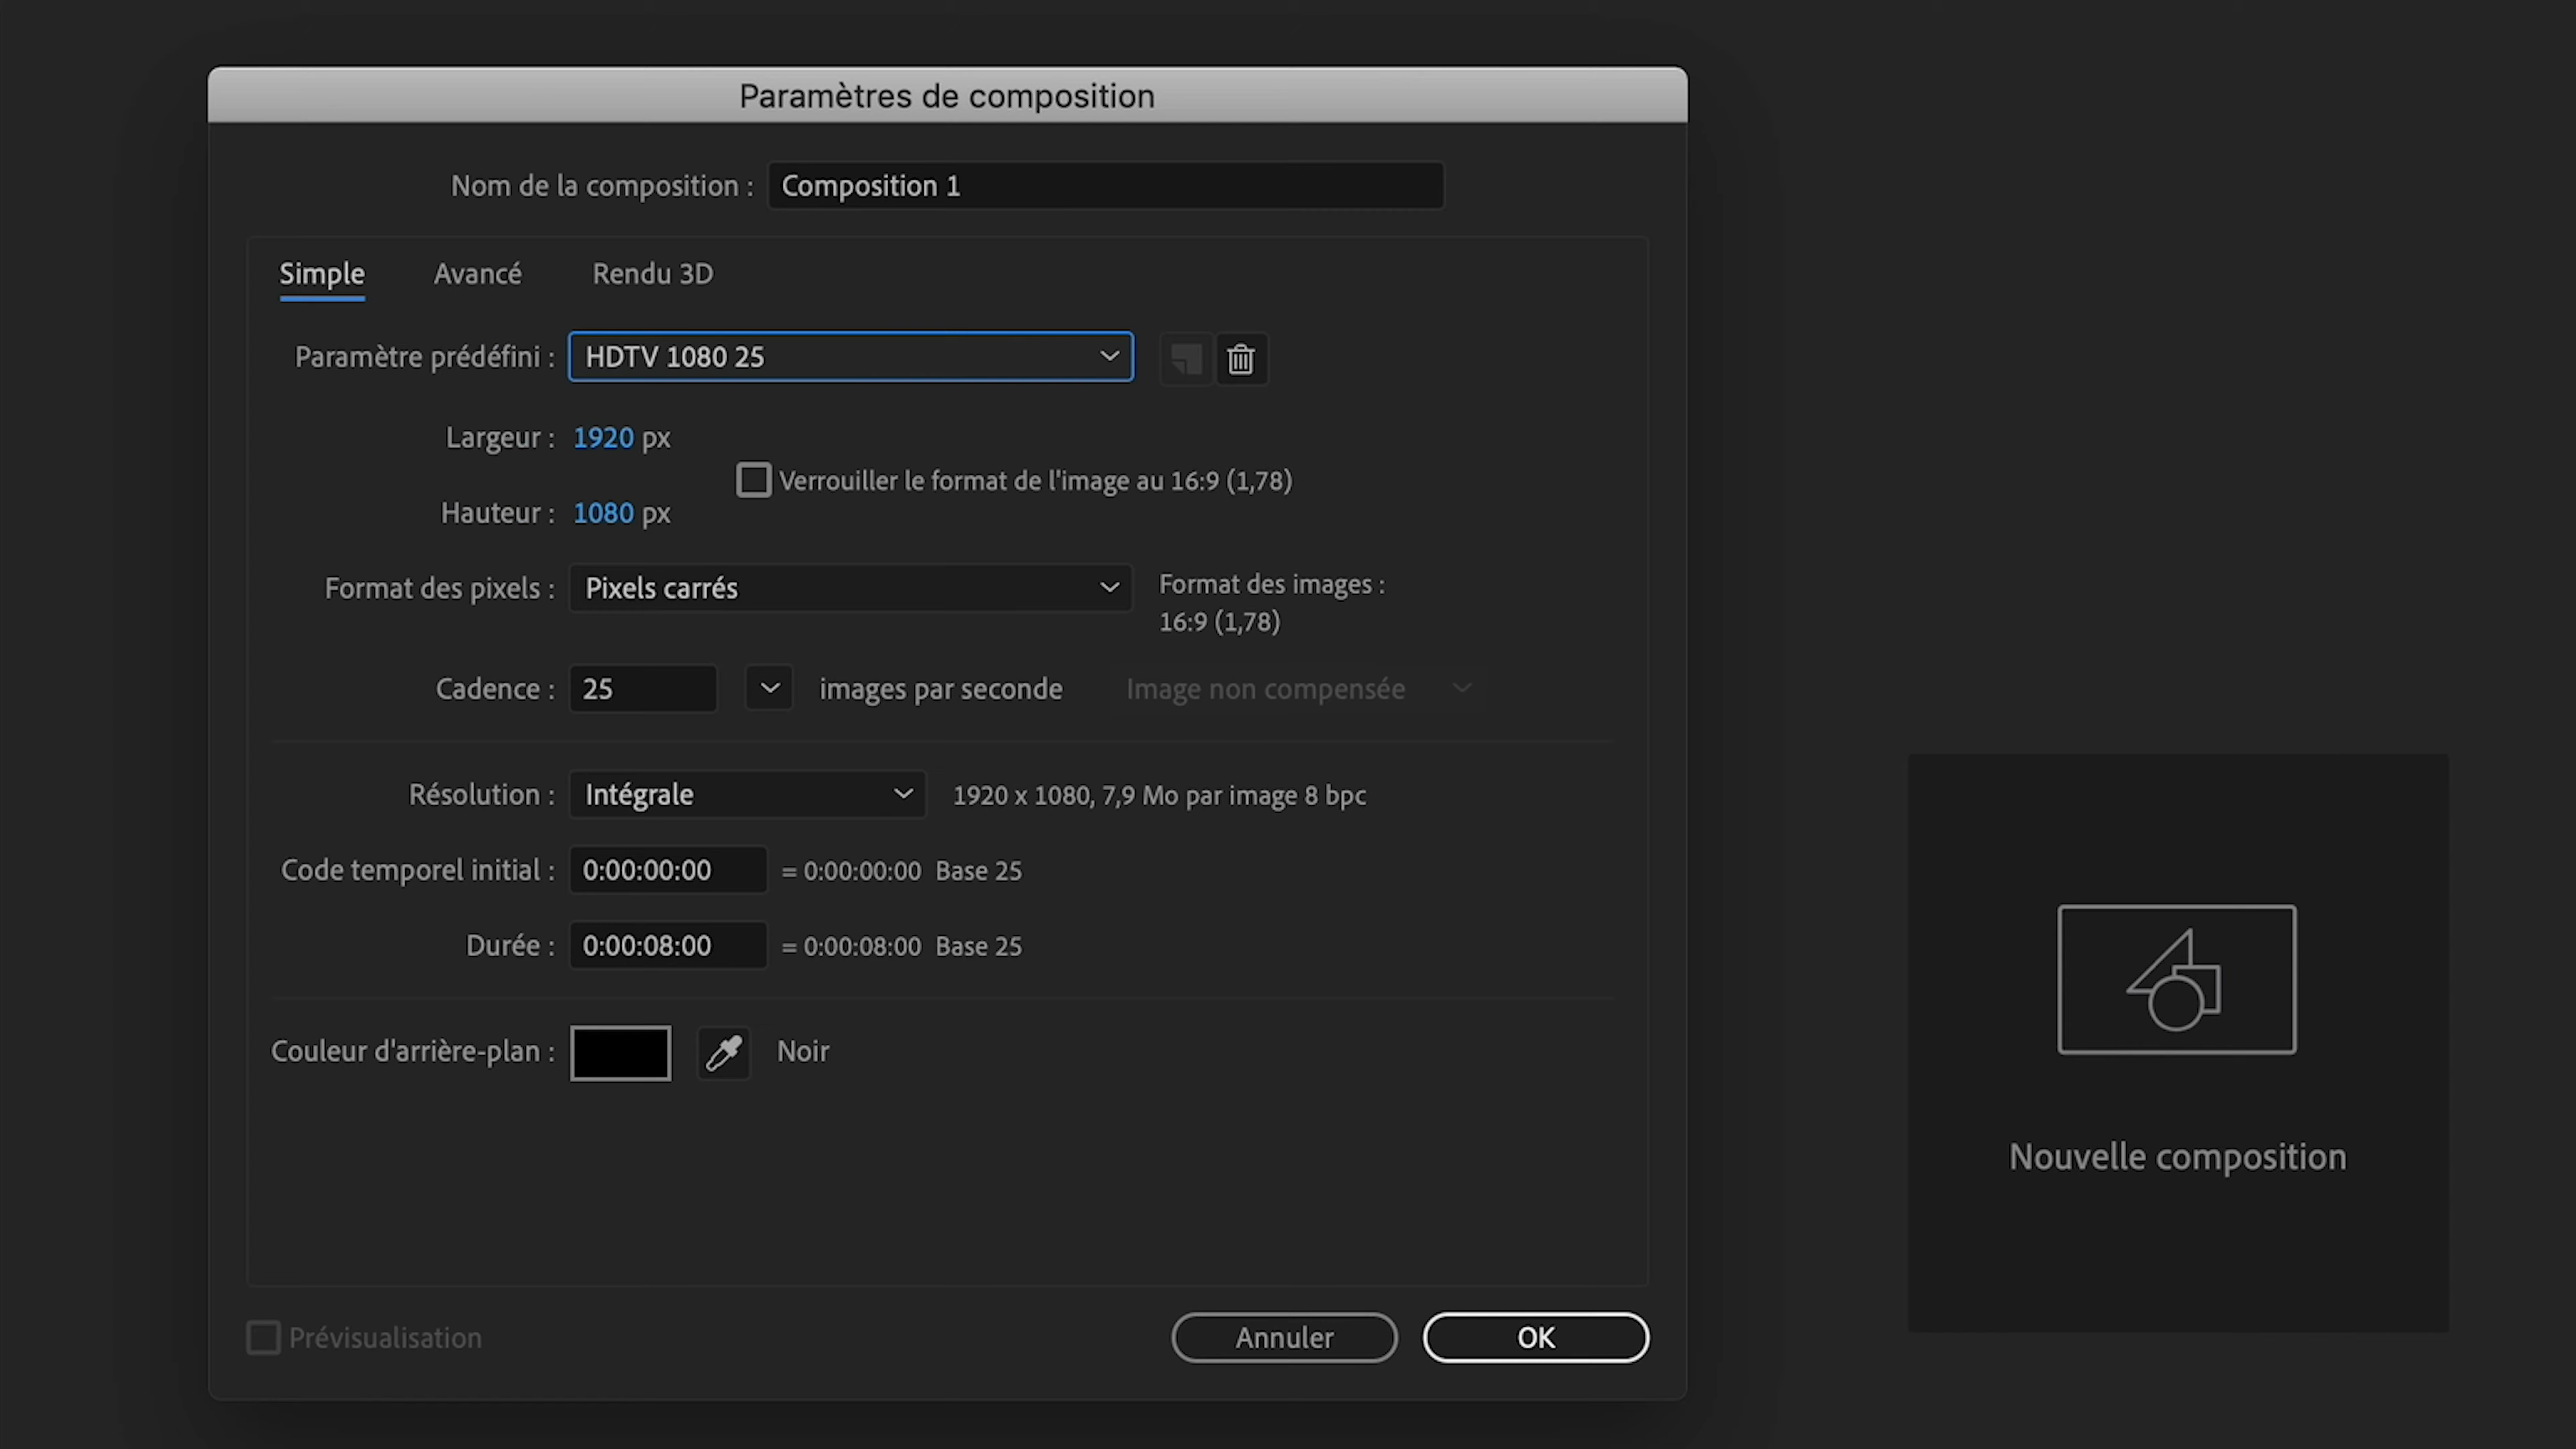 Paramètres de composition
Nom de la composition : Composition 1
Simple Avancé Rendu 3D
Paramètre prédéfini : HDTV 1080 25
Largeur : 1920 px
Verrouiller le format de l'image au 16:9 (1,78)
Hauteur : 1080 px
Format des pixels : Pixels carrés Format des images :
16:9 (1,78)
Cadence : 25 images par seconde Image non compensée
Résolution : Intégrale 1920 x 1080, 7,9 Mo par image 8 bpc
Code temporel initial : 0:00:00:00 = 0:00:00:00 Base 25
Durée : 0:00:08:00 = 0:00:08:00 Base 25
Couleur d'arrière-plan : Noir
Nouvelle composition
Prévisualisation Annuler OK